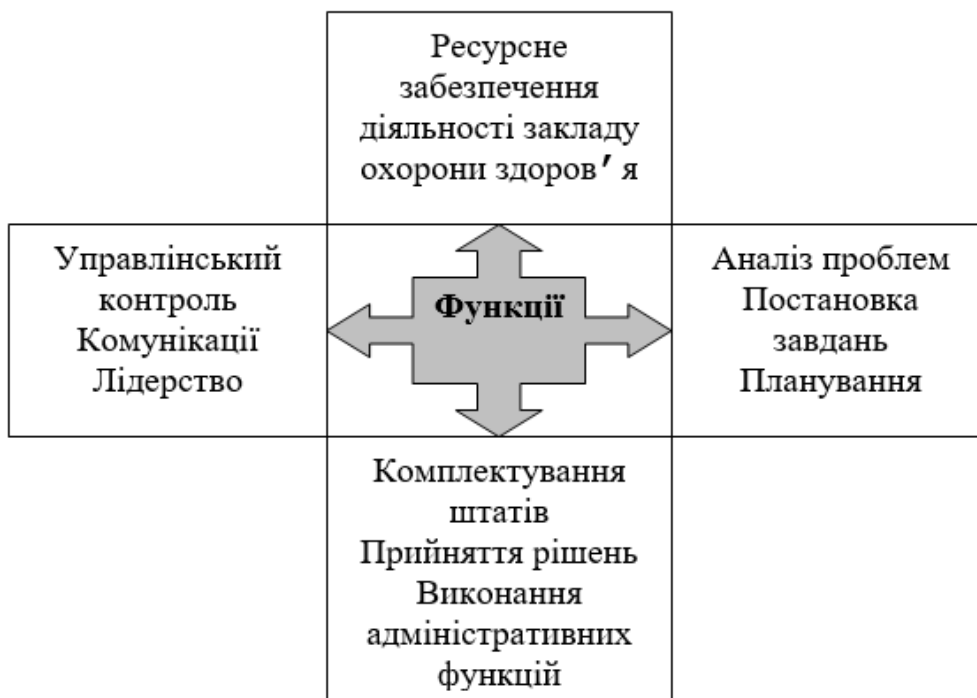 Ресурсне
забезпечення
діяльності закладу
охорони здоров′ я
Управлінський
контроль
Комунікації
Лідерство
Функції
Аналіз проблем
Постановка
завдань
Планування
Комплектування
штатів
Прийняття рішень
Виконання
адміністративних
функцій